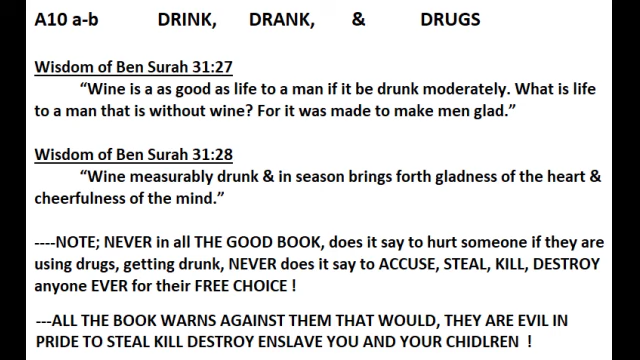 A10 a-b DRINK, DRANK, & DRUGS
Wisdom of Ben Surah 31:27
“Wine is a as good as life to a man if it be drunk moderately. What is life
to a man that is without wine? For it was made to make men glad.”
Wisdom of Ben Surah 31:28
“Wine measurably drunk & in season brings forth gladness of the heart &
cheerfulness of the mind.”
----NOTE; NEVER in all THE GOOD BOOK, does it say to hurt someone if they are
using drugs, getting drunk, NEVER does it say to ACCUSE, STEAL, KILL, DESTROY
anyone EVER for their FREE CHOICE !
---ALL THE BOOK WARNS AGAINST THEM THAT WOULD, THEY ARE EVIL IN
PRIDE TO STEAL KILL DESTROY ENSLAVE YOU AND YOUR CHIDLREN !